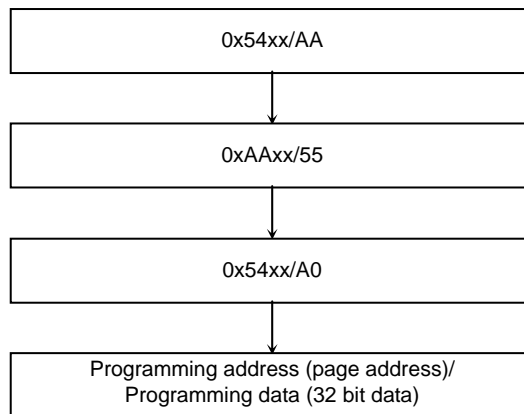 0x54xx/AA
0xAAxx/55
0x54xx/A0
Programming address (page address)/
Programming data (32 bit data)